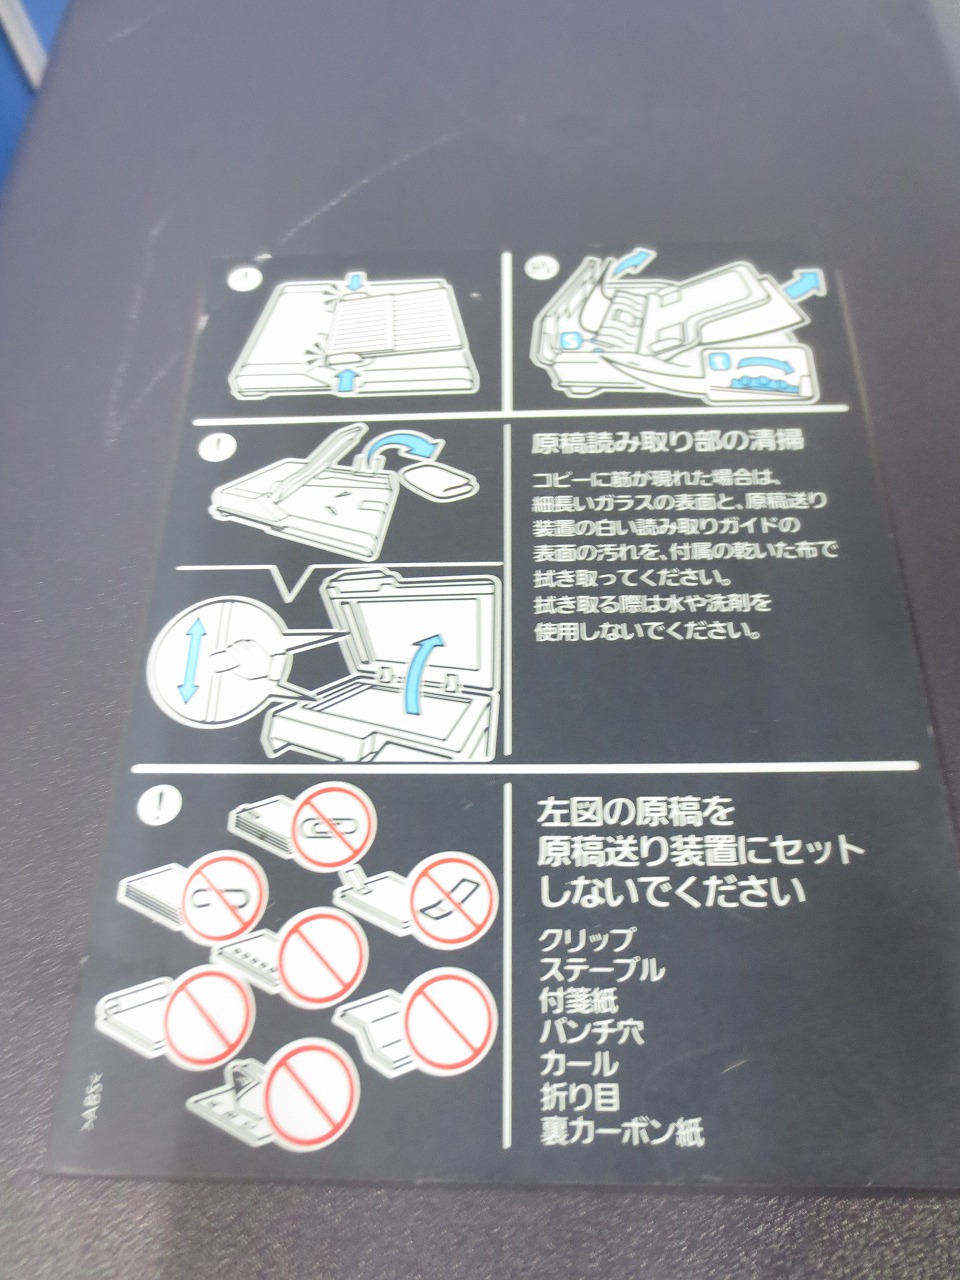 !
!
原稿読み取り部の清掃
コピーに筋が現れた場合は、
細長いガラスの表面と、原稿送り
装置の白い読み取りガイドの
表面の汚れを、付属の乾いた布で
拭き取ってください。
拭き取る際は水や洗剤を
使用しないでください。
!
左図の原稿を
原稿送り装置にセット
しないでください
クリップ
ステープル
付箋紙
パンチ穴
カール
折り目
裏カーボン紙
>ABS<